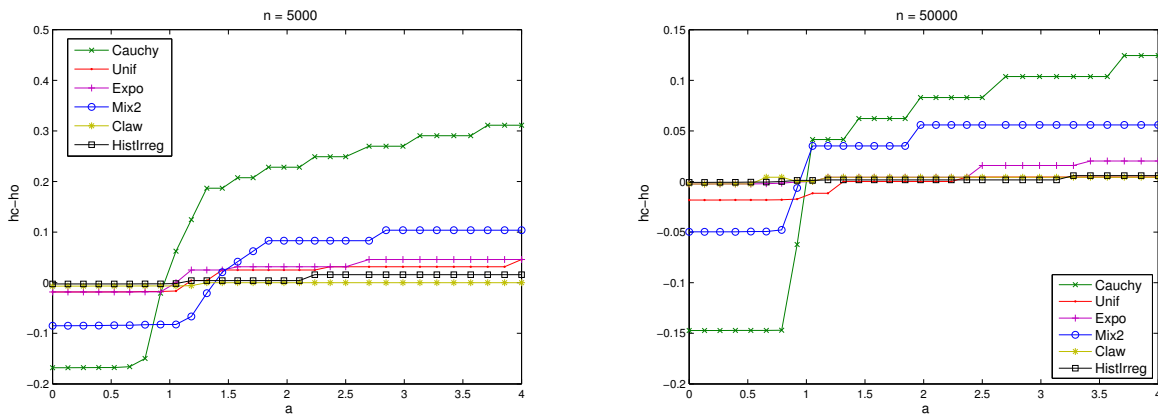 n = 5000
hc−ho
0.5
0.4
0.3
0.2
0.1
0
−0.1
−0.2
Cauchy
Unif
Expo
Mix2
Claw
HistIrreg
0
0.5
1
1.5
2
2.5
3
3.5
4
a
n = 50000
hc−ho
0.15
0.1
0.05
0
−0.05
−0.1
−0.15
−0.2
Cauchy
Unif
Expo
Mix2
Claw
HistIrreg
0
0.5
1
1.5
2
2.5
3
3.5
4
a